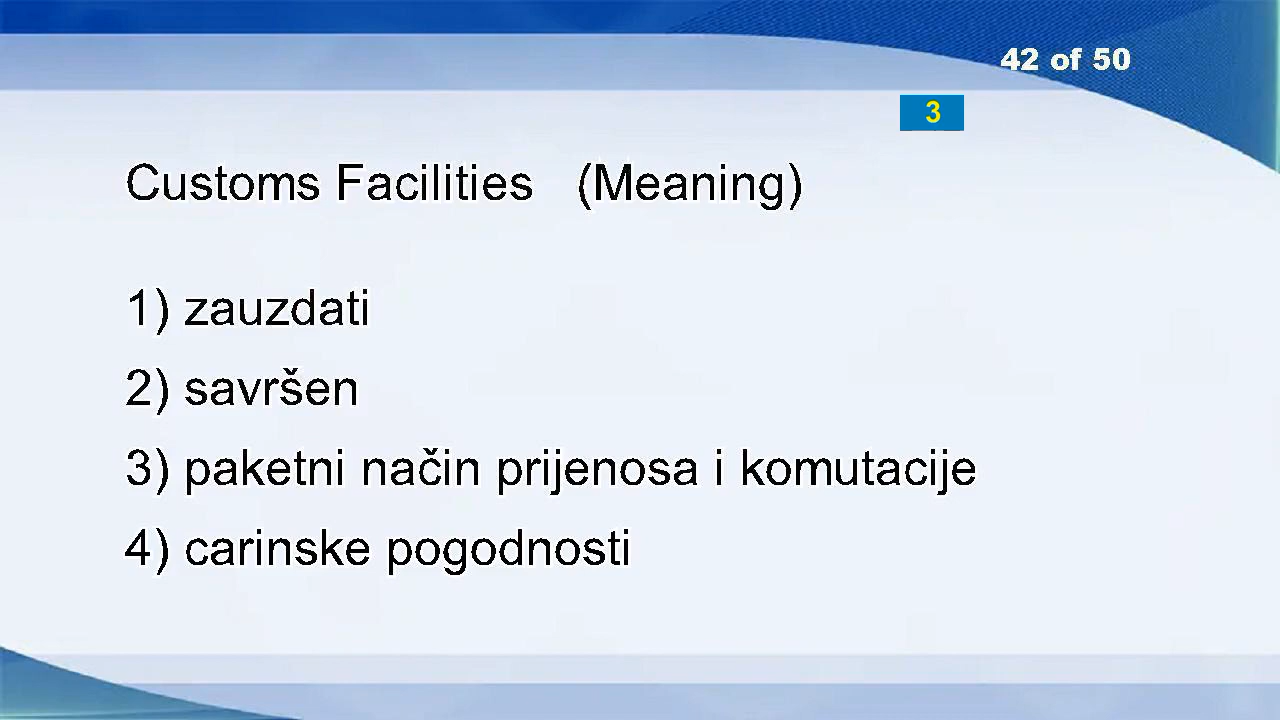 42 of 50
3
Customs Facilities (Meaning)
1) zauzdati
2) savršen
3) paketni način prijenosa i komutacije
4) carinske pogodnosti